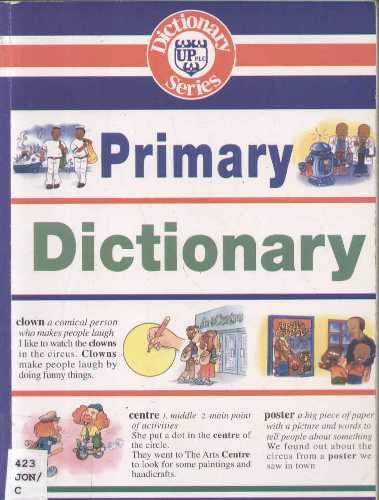 Dictionary
UP PLC
Series
Primary
Dictionary
clown a comical person
who makes people laugh
I like to watch the clowns
in the circus. Clowns
make people laugh by
doing funny things.
centre 1. middle 2. main point
of activities
She put a dot in the centre of
the circle.
They went to The Arts Centre
to look for some paintings and
handicrafts.
poster a big piece of paper
with a picture and words to
tell people about something
We found out about the
circus from a poster we
saw in town
423
JON/
C